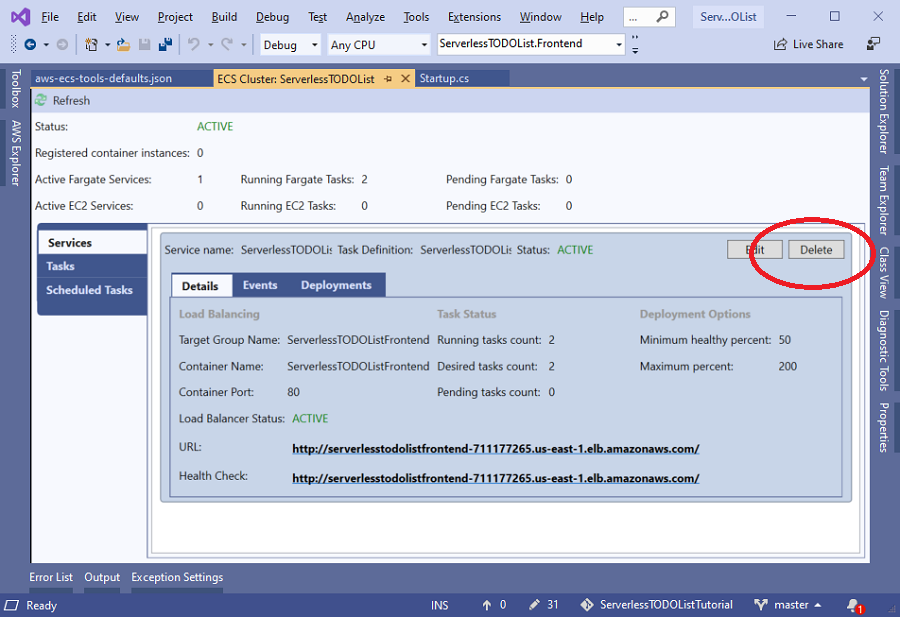 File Edit View Project Build Debug Test Analyze Tools Extensions Window Help ... Serv...OList
Debug Any CPU ServerlessTODOList.Frontend Live Share
aws-ecs-tools-defaults.json ECS Cluster: ServerlessTODOList Startup.cs
Toolbox
AWS Explorer
Refresh
Status: ACTIVE
Registered container instances: 0
Active Fargate Services: 1 Running Fargate Tasks: 2 Pending Fargate Tasks: 0
Active EC2 Services: 0 Running EC2 Tasks: 0 Pending EC2 Tasks: 0
Services
Tasks
Scheduled Tasks
Service name: ServerlessTODOLi Task Definition: ServerlessTODOLi Status: ACTIVE Edit Delete
Details Events Deployments
Load Balancing Task Status Deployment Options
Target Group Name: ServerlessTODOListFrontend Running tasks count: 2 Minimum healthy percent: 50
Container Name: ServerlessTODOListFrontend Desired tasks count: 2 Maximum percent: 200
Container Port: 80 Pending tasks count: 0
Load Balancer Status: ACTIVE
URL: http://serverlesstodolistfrontend-711177265.us-east-1.elb.amazonaws.com/
Health Check: http://serverlesstodolistfrontend-711177265.us-east-1.elb.amazonaws.com/
Solution Explorer
Team Explorer
Class View
Diagnostic Tools
Properties
Error List Output Exception Settings
Ready INS 0 31 ServerlessTODOListTutorial master 1